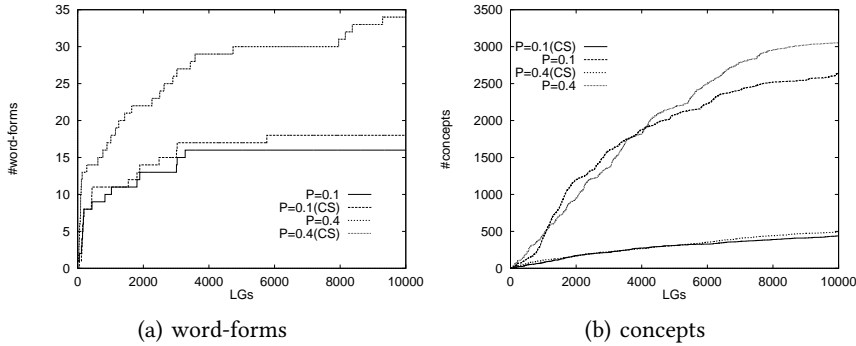 #word-forms
35
30
25
20
15
10
5
0
P=0.1
P=0.1(CS)
P=0.4
P=0.4(CS)
0 2000 4000 6000 8000 10000
LGs
(a) word-forms
#concepts
3500
3000
2500
2000
1500
1000
500
0
P=0.1(CS)
P=0.1
P=0.4(CS)
P=0.4
0 2000 4000 6000 8000 10000
LGs
(b) concepts